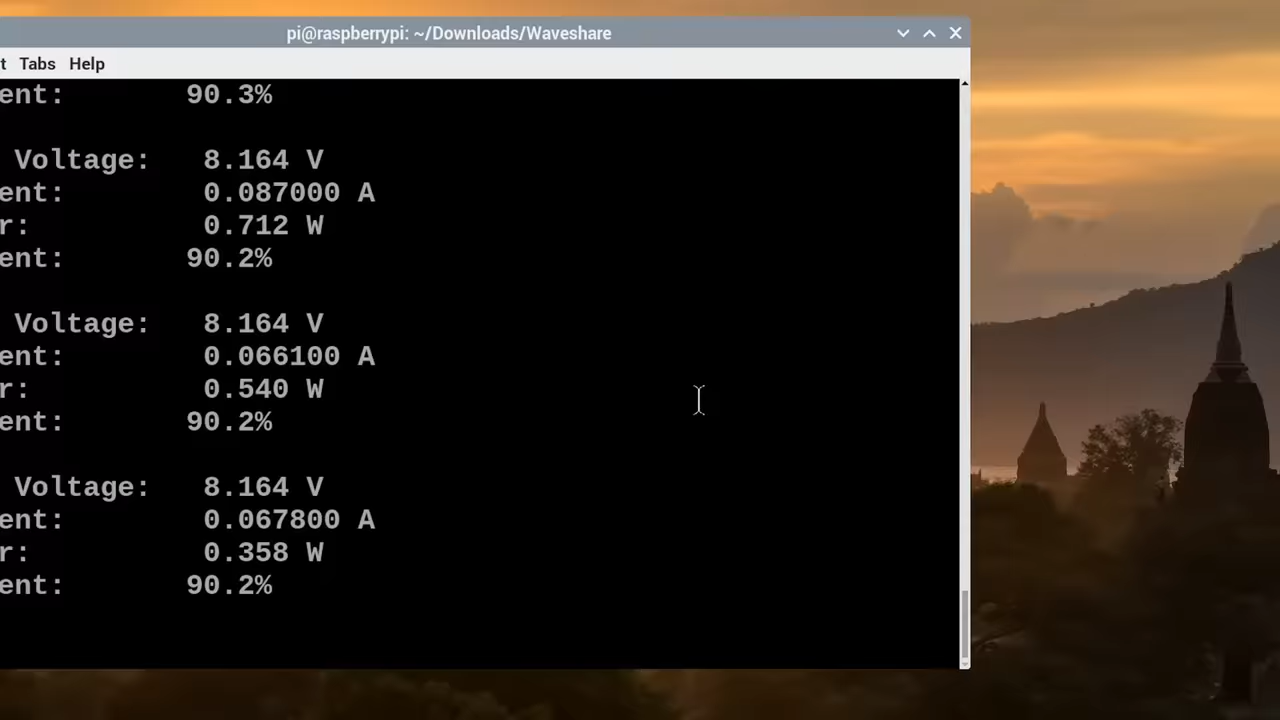 pi@raspberrypi: ~/Downloads/Waveshare
t Tabs Help
ent: 90.3%
Voltage: 8.164 V
ent: 0.087000 A
r: 0.712 W
ent: 90.2%
Voltage: 8.164 V
ent: 0.066100 A
r: 0.540 W
ent: 90.2%
Voltage: 8.164 V
ent: 0.067800 A
r: 0.358 W
ent: 90.2%